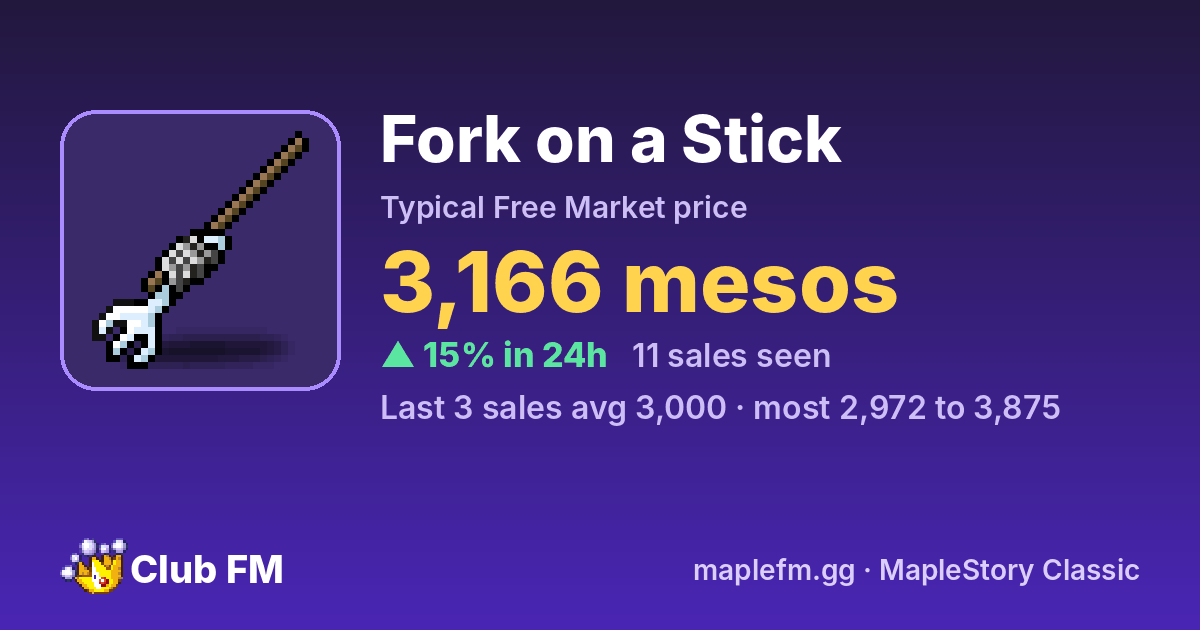 Fork on a Stick
Typical Free Market price
3,166 mesos
▲ 15% in 24h 11 sales seen
Last 3 sales avg 3,000 · most 2,972 to 3,875
Club FM
maplefm.gg · MapleStory Classic